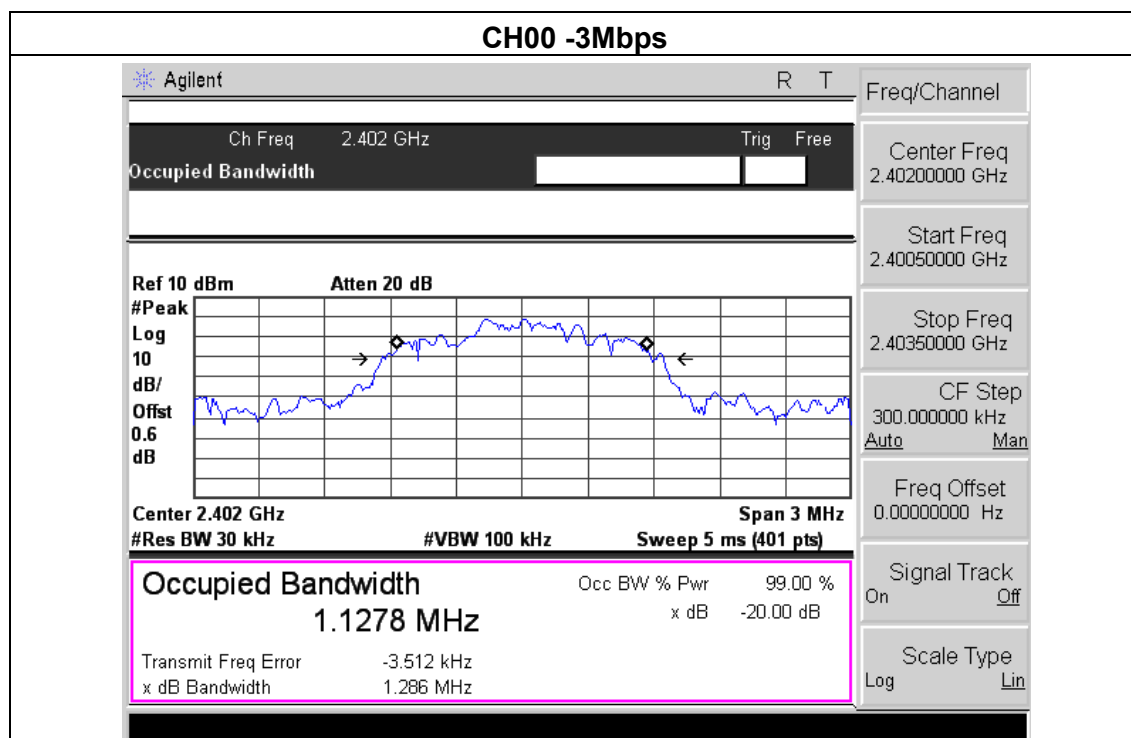 CH00 -3Mbps
Agilent R T
Freq/Channel
Ch Freq 2.402 GHz Trig Free
Occupied Bandwidth
Center Freq
2.40200000 GHz
Start Freq
2.40050000 GHz
Stop Freq
2.40350000 GHz
CF Step
300.000000 kHz
Auto Man
Freq Offset
0.00000000 Hz
Signal Track
On Off
Scale Type
Log Lin
Ref 10 dBm Atten 20 dB
#Peak
Log
10
dB/
Offst
0.6
dB
Center 2.402 GHz Span 3 MHz
#Res BW 30 kHz #VBW 100 kHz Sweep 5 ms (401 pts)
Occupied Bandwidth Occ BW % Pwr 99.00 %
1.1278 MHz x dB -20.00 dB
Transmit Freq Error -3.512 kHz
x dB Bandwidth 1.286 MHz